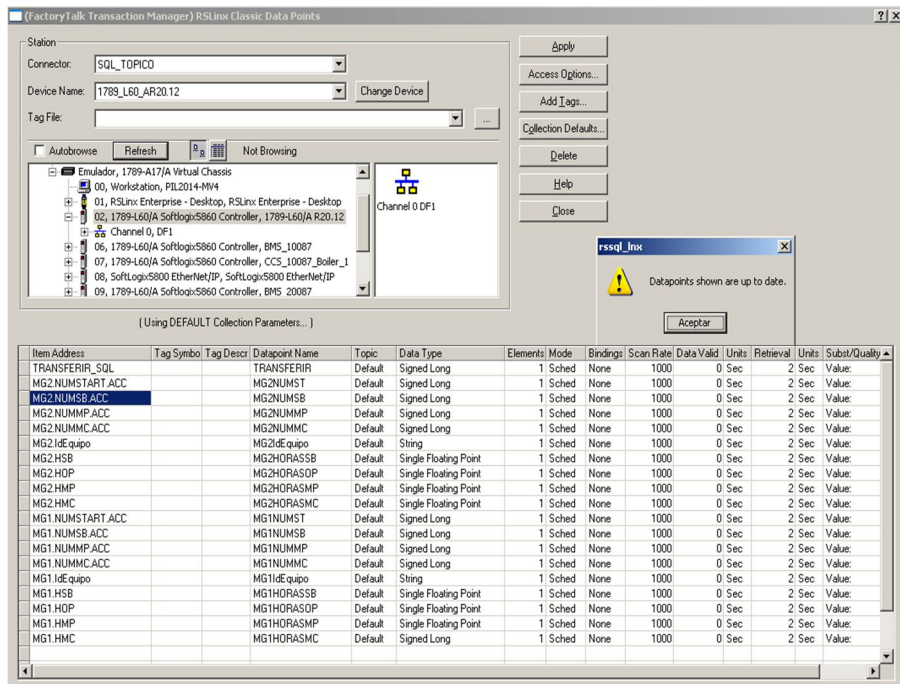 (FactoryTalk Transaction Manager) RSLinx Classic Data Points
Station
Connector: SQL_TOPICO
Device Name: 1789_L60_AR20.12 Change Device
Tag File: ...
Autobrowse Refresh Not Browsing
Emulador, 1789-A17/A Virtual Chassis
00, Workstation, PIL2014-MV4
01, RSLinx Enterprise - Desktop, RSLinx Enterprise - Desktop
02, 1789-L60/A Softlogix5860 Controller, 1789-L60/A R20.12
Channel 0, DF1
06, 1789-L60/A Softlogix5860 Controller, BMS_10087
07, 1789-L60/A Softlogix5860 Controller, CCS_10087_Boiler_1
08, SoftLogix5800 EtherNet/IP, SoftLogix5800 EtherNet/IP
09, 1789-L60/A Softlogix5860 Controller, BMS 20087
Channel 0 DF1
Apply
Access Options...
Add Tags...
Collection Defaults...
Delete
Help
Close
rssql_lnx
Datapoints shown are up to date.
Aceptar
( Using DEFAULT Collection Parameters... )
Item Address Tag Symbo Tag Descr Datapoint Name Topic Data Type Elements Mode Bindings Scan Rate Data Valid Units Retrieval Units Subst/Quality
TRANSFERIR_SQL TRANSFERIR Default Signed Long 1 Sched None 1000 0 Sec 2 Sec Value:
MG2.NUMSTART.ACC MG2NUMST Default Signed Long 1 Sched None 1000 0 Sec 2 Sec Value:
MG2.NUMSB.ACC MG2NUMSB Default Signed Long 1 Sched None 1000 0 Sec 2 Sec Value:
MG2.NUMMP.ACC MG2NUMMP Default Signed Long 1 Sched None 1000 0 Sec 2 Sec Value:
MG2.NUMMC.ACC MG2NUMMC Default Signed Long 1 Sched None 1000 0 Sec 2 Sec Value:
MG2.IdEquipo MG2IdEquipo Default String 1 Sched None 1000 0 Sec 2 Sec Value:
MG2.HSB MG2HORASSB Default Single Floating Point 1 Sched None 1000 0 Sec 2 Sec Value:
MG2.HOP MG2HORASOP Default Single Floating Point 1 Sched None 1000 0 Sec 2 Sec Value:
MG2.HMP MG2HORASMP Default Single Floating Point 1 Sched None 1000 0 Sec 2 Sec Value:
MG2.HMC MG2HORASMC Default Single Floating Point 1 Sched None 1000 0 Sec 2 Sec Value:
MG1.NUMSTART.ACC MG1NUMST Default Signed Long 1 Sched None 1000 0 Sec 2 Sec Value:
MG1.NUMSB.ACC MG1NUMSB Default Signed Long 1 Sched None 1000 0 Sec 2 Sec Value:
MG1.NUMMP.ACC MG1NUMMP Default Signed Long 1 Sched None 1000 0 Sec 2 Sec Value:
MG1.NUMMC.ACC MG1NUMMC Default Signed Long 1 Sched None 1000 0 Sec 2 Sec Value:
MG1.IdEquipo MG1IdEquipo Default String 1 Sched None 1000 0 Sec 2 Sec Value:
MG1.HSB MG1HORASSB Default Single Floating Point 1 Sched None 1000 0 Sec 2 Sec Value:
MG1.HOP MG1HORASOP Default Single Floating Point 1 Sched None 1000 0 Sec 2 Sec Value:
MG1.HMP MG1HORASMP Default Single Floating Point 1 Sched None 1000 0 Sec 2 Sec Value:
MG1.HMC MG1HORASMC Default Signed Long 1 Sched None 1000 0 Sec 2 Sec Value: